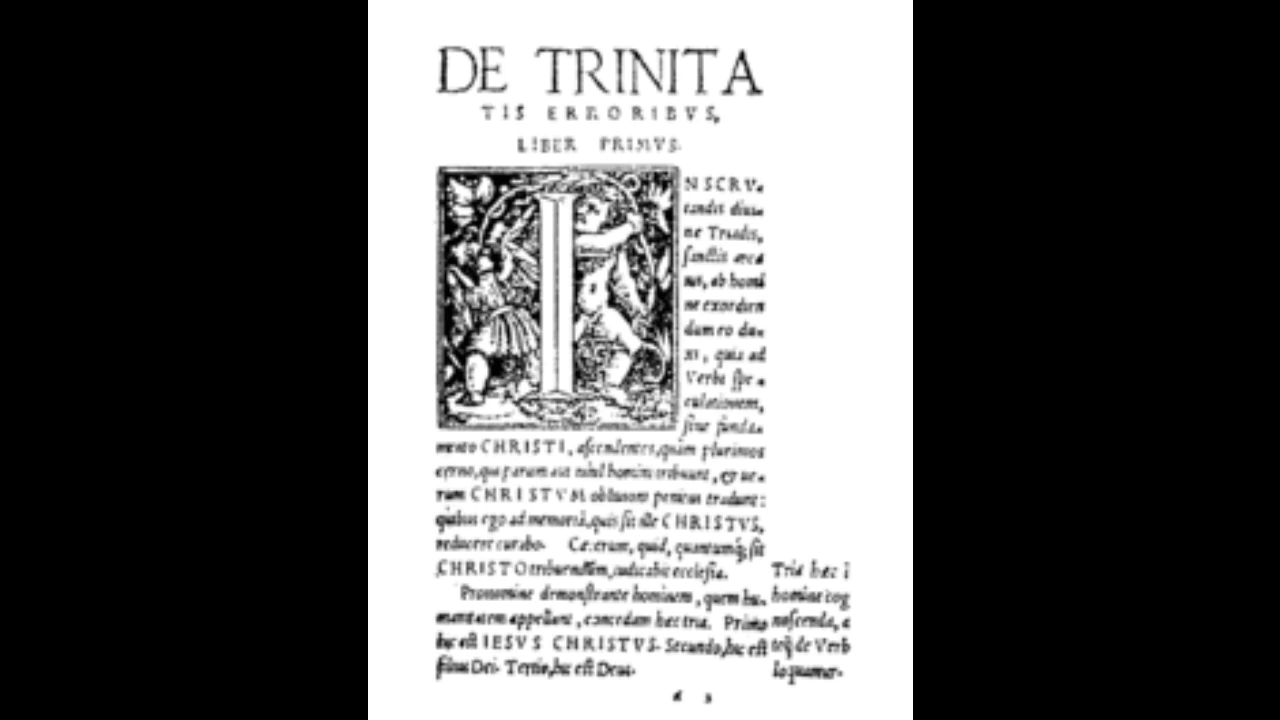 DE TRINITA
TIS ERRORIBVS,
LIBER PRIMVS.
IN SCRV-
tandis diui-
ne Triadis,
sanctis arca
nis, ab homi
ne exordien
dum eo du-
xi, quia ad
Verbi spe-
culationem,
sine funda-
mento CHRISTI, ascendentes, quàm plurimos
cerno, qui parum aut nihil homini tribuunt, & ue-
rum CHRISTVM obliuioni penitus tradunt:
quibus ego ad memoriã, quis sit ille CHRISTVS,
reducere curabo. Cæterum, quid, quantumq; sit
CHRISTO tribuendum, iudicabit ecclesia.
Pronomine demonstrante hominem, quem hu-
manitatem appellant, concedam hæc tria. Primo
hic est IESVS CHRISTVS. Secundo, hic est
filius Dei. Tertio, hic est Deus.
Tria hæc i
homine cog
noscenda, a
teq̃ de Verb
loquamur.